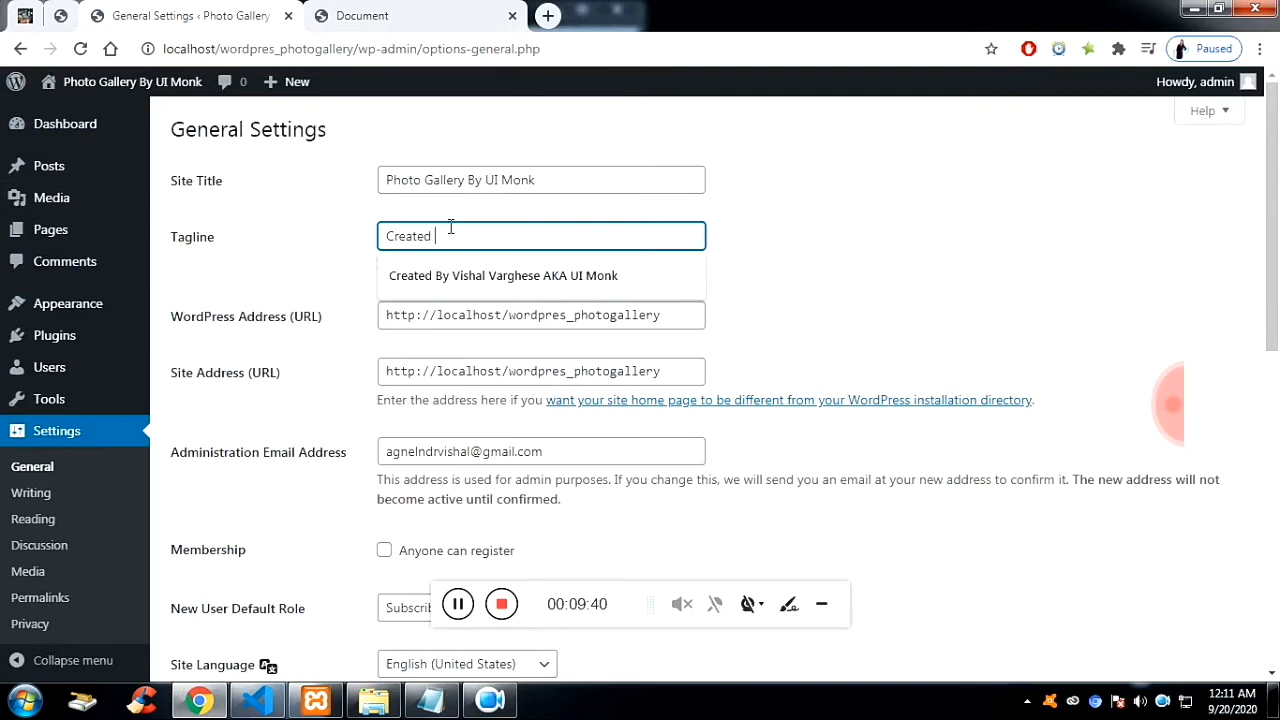 General Settings ‹ Photo Gallery
Document
localhost/wordpres_photogallery/wp-admin/options-general.php
Paused
Photo Gallery By UI Monk
0
New
Howdy, admin
Dashboard
Posts
Media
Pages
Comments
Appearance
Plugins
Users
Tools
Settings
General
Writing
Reading
Discussion
Media
Permalinks
Privacy
Collapse menu
Help
General Settings
Site Title
Photo Gallery By UI Monk
Tagline
Created
Created By Vishal Varghese AKA UI Monk
WordPress Address (URL)
http://localhost/wordpres_photogallery
Site Address (URL)
http://localhost/wordpres_photogallery
Enter the address here if you want your site home page to be different from your WordPress installation directory.
Administration Email Address
agnelndrvishal@gmail.com
This address is used for admin purposes. If you change this, we will send you an email at your new address to confirm it. The new address will not
become active until confirmed.
Membership
Anyone can register
New User Default Role
Subscrib
00:09:40
Site Language
English (United States)
12:11 AM
9/20/2020